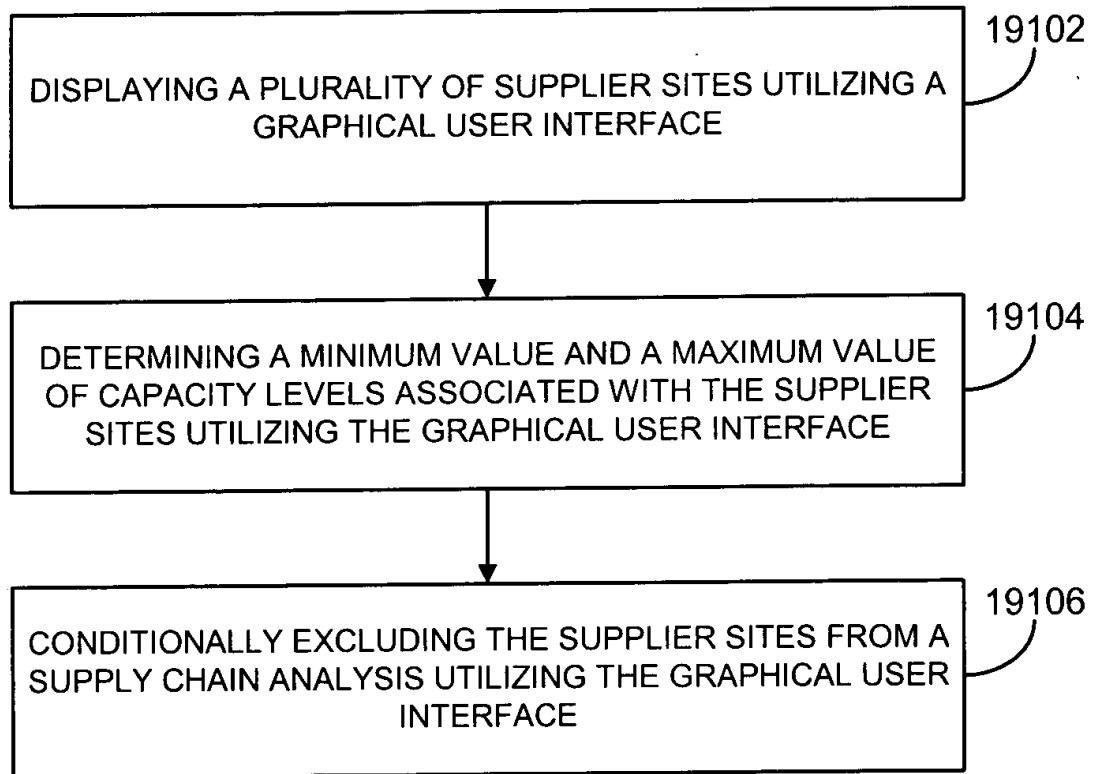 19102
DISPLAYING A PLURALITY OF SUPPLIER SITES UTILIZING A
GRAPHICAL USER INTERFACE
19104
DETERMINING A MINIMUM VALUE AND A MAXIMUM VALUE
OF CAPACITY LEVELS ASSOCIATED WITH THE SUPPLIER
SITES UTILIZING THE GRAPHICAL USER INTERFACE
19106
CONDITIONALLY EXCLUDING THE SUPPLIER SITES FROM A
SUPPLY CHAIN ANALYSIS UTILIZING THE GRAPHICAL USER
INTERFACE